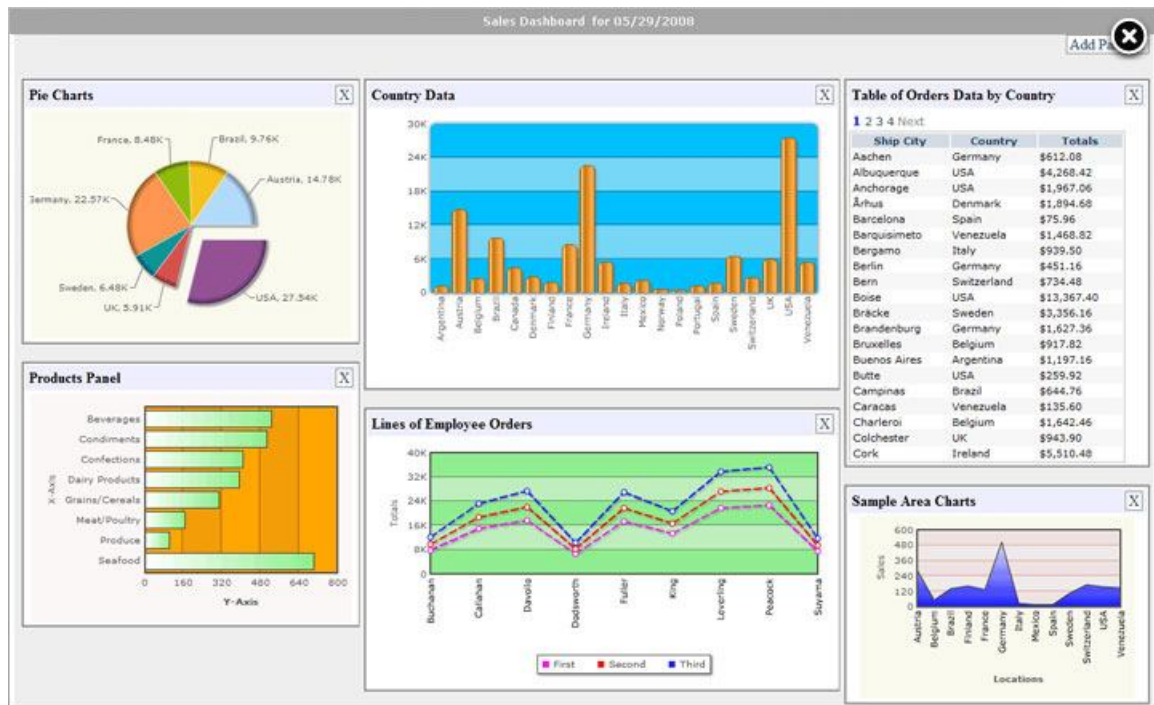 Sales Dashboard for 05/29/2008
Add Pa
Pie Charts X
France, 8.48K
Brazil, 9.76K
Austria, 14.78K
Germany, 22.57K
Sweden, 6.48K
UK, 5.91K
USA, 27.54K
Country Data X
30K
24K
18K
12K
6K
0
Argentina
Austria
Belgium
Brazil
Canada
Denmark
Finland
France
Germany
Ireland
Italy
Mexico
Norway
Poland
Portugal
Spain
Sweden
Switzerland
UK
USA
Venezuela
Table of Orders Data by Country X
1 2 3 4 Next
Ship City Country Totals
Aachen Germany $612.08
Albuquerque USA $4,268.42
Anchorage USA $1,967.06
Århus Denmark $1,894.68
Barcelona Spain $75.96
Barquisimeto Venezuela $1,468.82
Bergamo Italy $939.50
Berlin Germany $451.16
Bern Switzerland $734.48
Boise USA $13,367.40
Bräcke Sweden $3,356.16
Brandenburg Germany $1,627.36
Bruxelles Belgium $917.82
Buenos Aires Argentina $1,197.16
Butte USA $259.92
Campinas Brazil $644.76
Caracas Venezuela $135.60
Charleroi Belgium $1,642.46
Colchester UK $943.90
Cork Ireland $5,510.48
Products Panel X
X-Axis
Beverages
Condiments
Confections
Dairy Products
Grains/Cereals
Meat/Poultry
Produce
Seafood
0 160 320 480 640 800
Y-Axis
Lines of Employee Orders X
Totals
40K
32K
24K
16K
8K
0
Buchanan
Callahan
Davolio
Dodsworth
Fuller
King
Leverling
Peacock
Suyama
First Second Third
Sample Area Charts X
Sales
600
480
360
240
120
0
Austria
Belgium
Brazil
Finland
France
Germany
Italy
Mexico
Spain
Sweden
Switzerland
USA
Venezuela
Locations